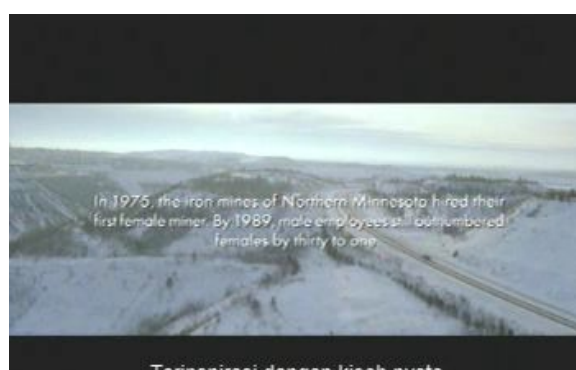 In 1975, the iron mines of Northern Minnesota hired their
first female miner. By 1989, male employees still outnumbered
females by thirty to one.
Terinspirasi dengan kisah nyata